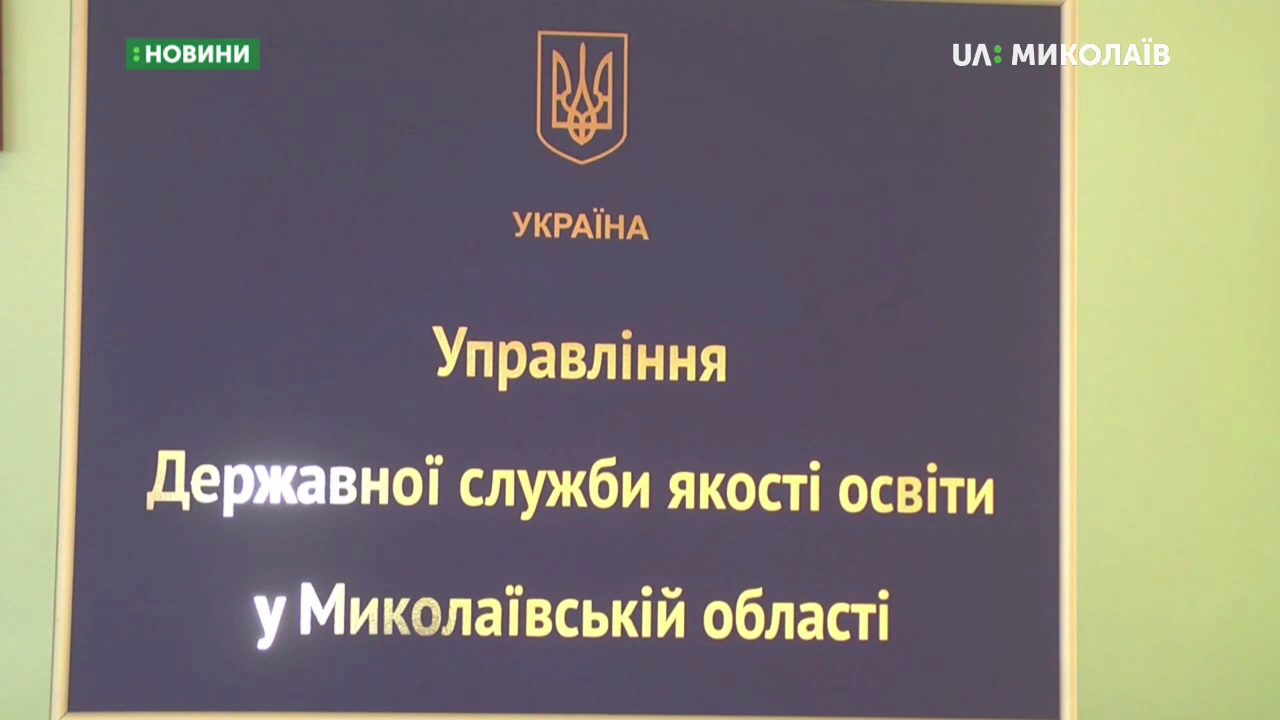 :НОВИНИ
UA: МИКОЛАЇВ
УКРАЇНА
Управління
Державної служби якості освіти
у Миколаївській області